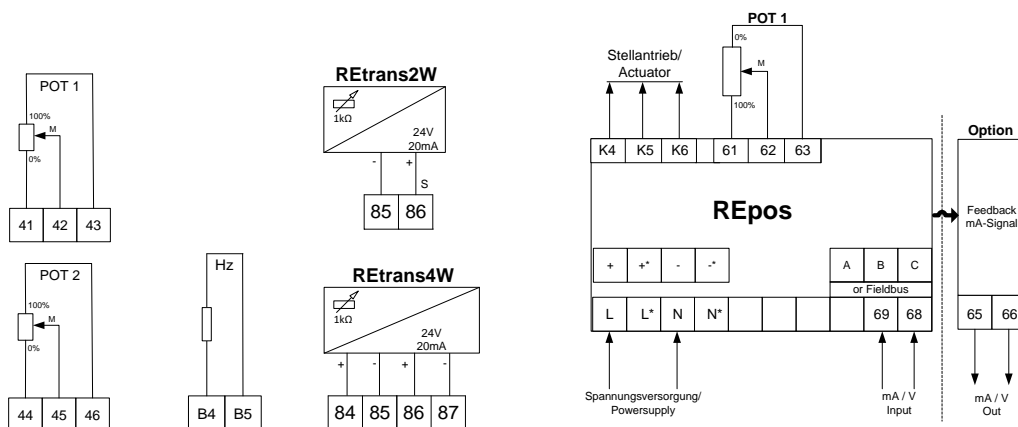 POT 1
100%
M
0%
41 42 43
POT 2
100%
M
0%
44 45 46
Hz
B4 B5
REtrans2W
1kΩ
24V
20mA
- +
S
85 86
REtrans4W
1kΩ
24V
20mA
+ - + -
84 85 86 87
POT 1
0%
M
100%
Stellantrieb/
Actuator
K4 K5 K6 61 62 63
REpos
+ +* - -*
A B C
or Fieldbus
L L* N N* 69 68
Spannungsversorgung/
Powersupply
mA / V
Input
Option
Feedback
mA-Signal
65 66
mA / V
Out